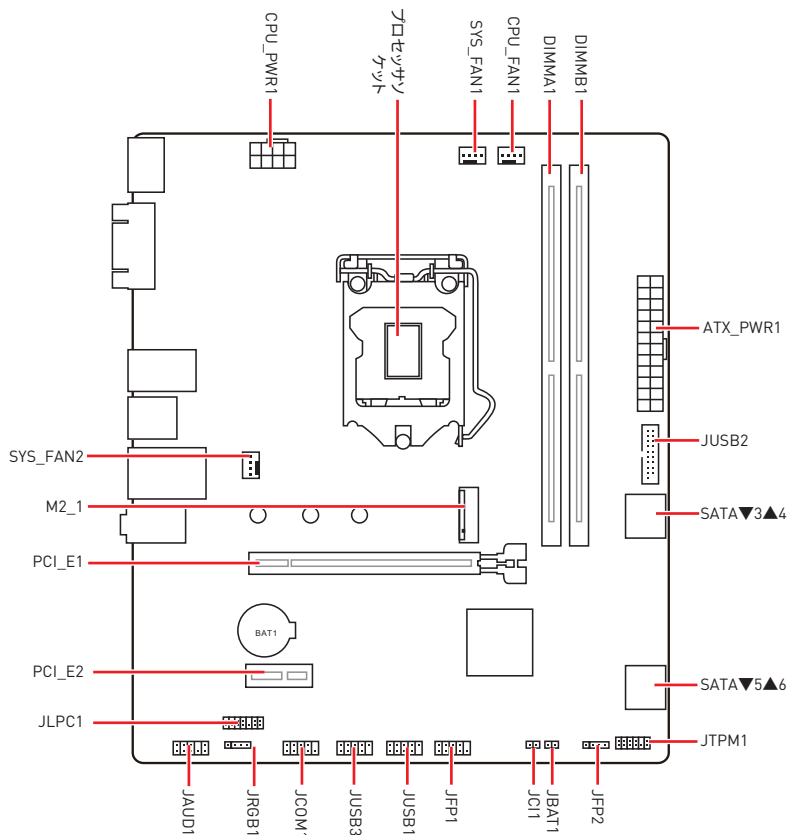 CPU_PWR1
プロセッサソ
ケット
SYS_FAN1
CPU_FAN1
DIMMA1
DIMMB1
ATX_PWR1
JUSB2
SYS_FAN2
M2_1
SATA▼3▲4
PCI_E1
BAT1
PCI_E2
SATA▼5▲6
JLPC1
JTPM1
JAUD1
JRGB1
JUSB3
JUSB1
JFP1
JCI1
JBAT1
JFP2